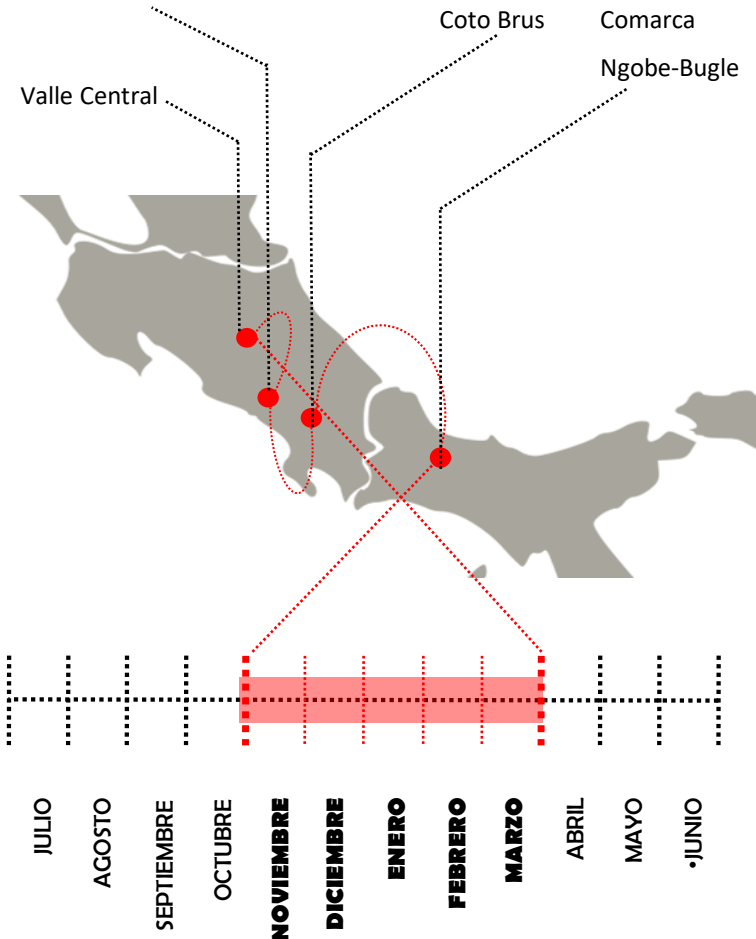 Coto Brus
Comarca
Ngobe-Bugle
Valle Central
JULIO
AGOSTO
SEPTIEMBRE
OCTUBRE
NOVIEMBRE
DICIEMBRE
ENERO
FEBRERO
MARZO
ABRIL
MAYO
•JUNIO